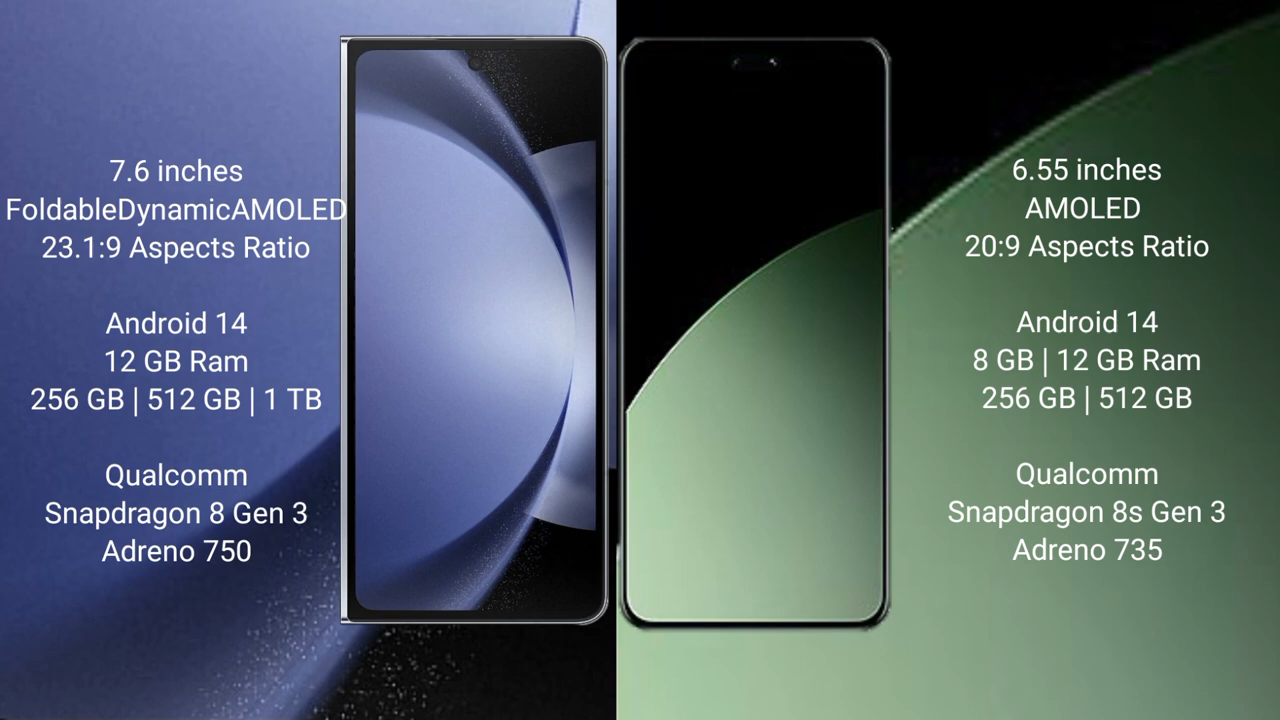 7.6 inches
FoldableDynamicAMOLED
23.1:9 Aspects Ratio
Android 14
12 GB Ram
256 GB | 512 GB | 1 TB
Qualcomm
Snapdragon 8 Gen 3
Adreno 750
6.55 inches
AMOLED
20:9 Aspects Ratio
Android 14
8 GB | 12 GB Ram
256 GB | 512 GB
Qualcomm
Snapdragon 8s Gen 3
Adreno 735